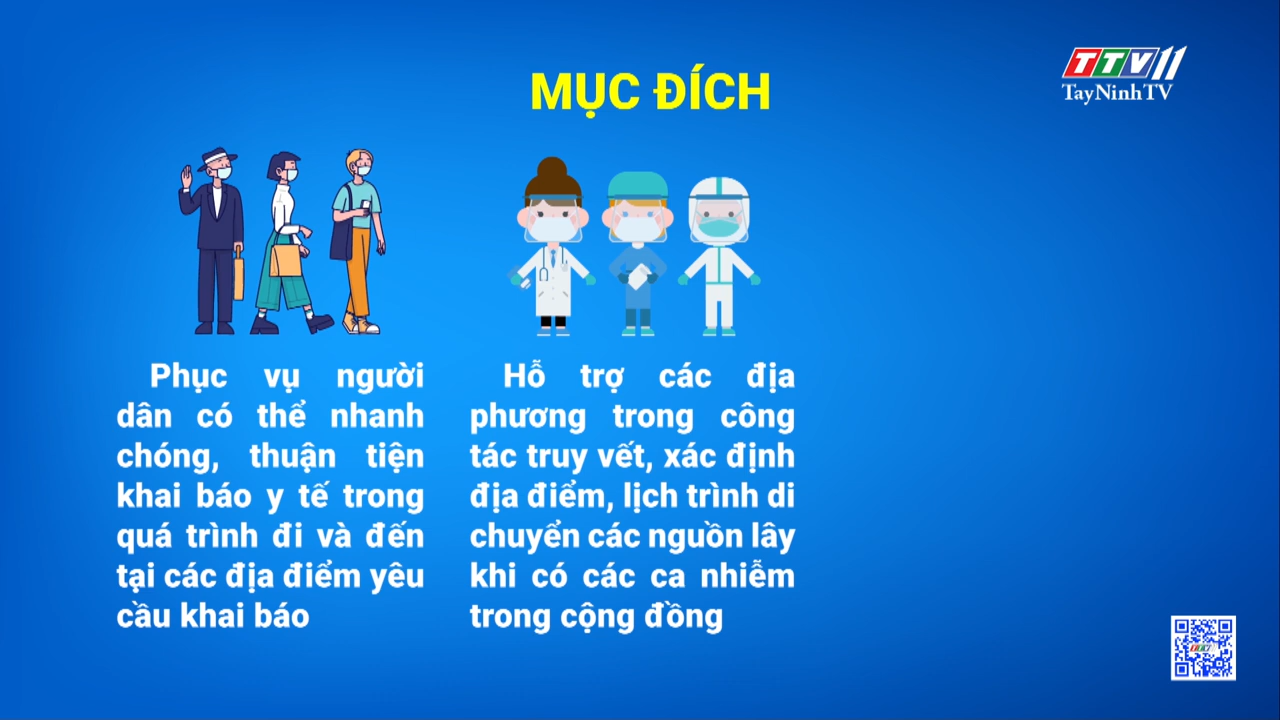 MỤC ĐÍCH
TTV11
TayNinhTV
Phục vụ người
dân có thể nhanh
chóng, thuận tiện
khai báo y tế trong
quá trình đi và đến
tại các địa điểm yêu
cầu khai báo
Hỗ trợ các địa
phương trong công
tác truy vết, xác định
địa điểm, lịch trình di
chuyển các nguồn lây
khi có các ca nhiễm
trong cộng đồng
TTV11